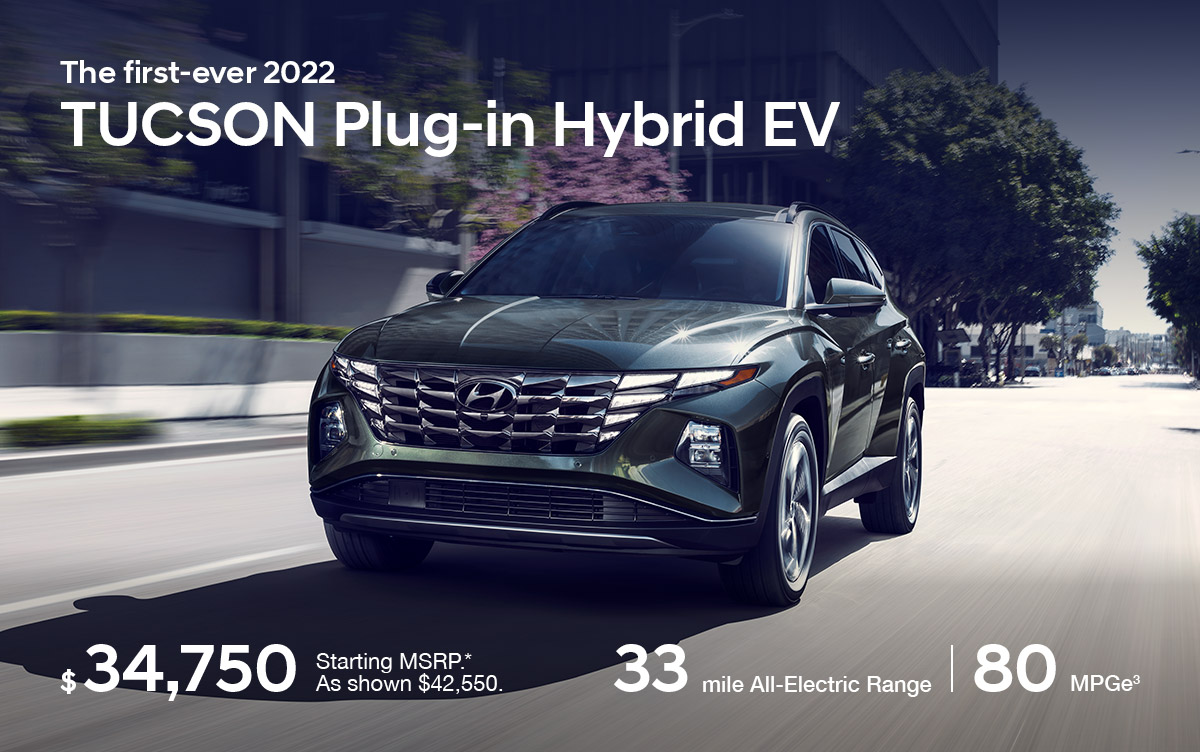 The first-ever 2022
TUCSON Plug-in Hybrid EV
$34,750 Starting MSRP.*
As shown $42,550.
33 mile All-Electric Range | 80 MPGe³